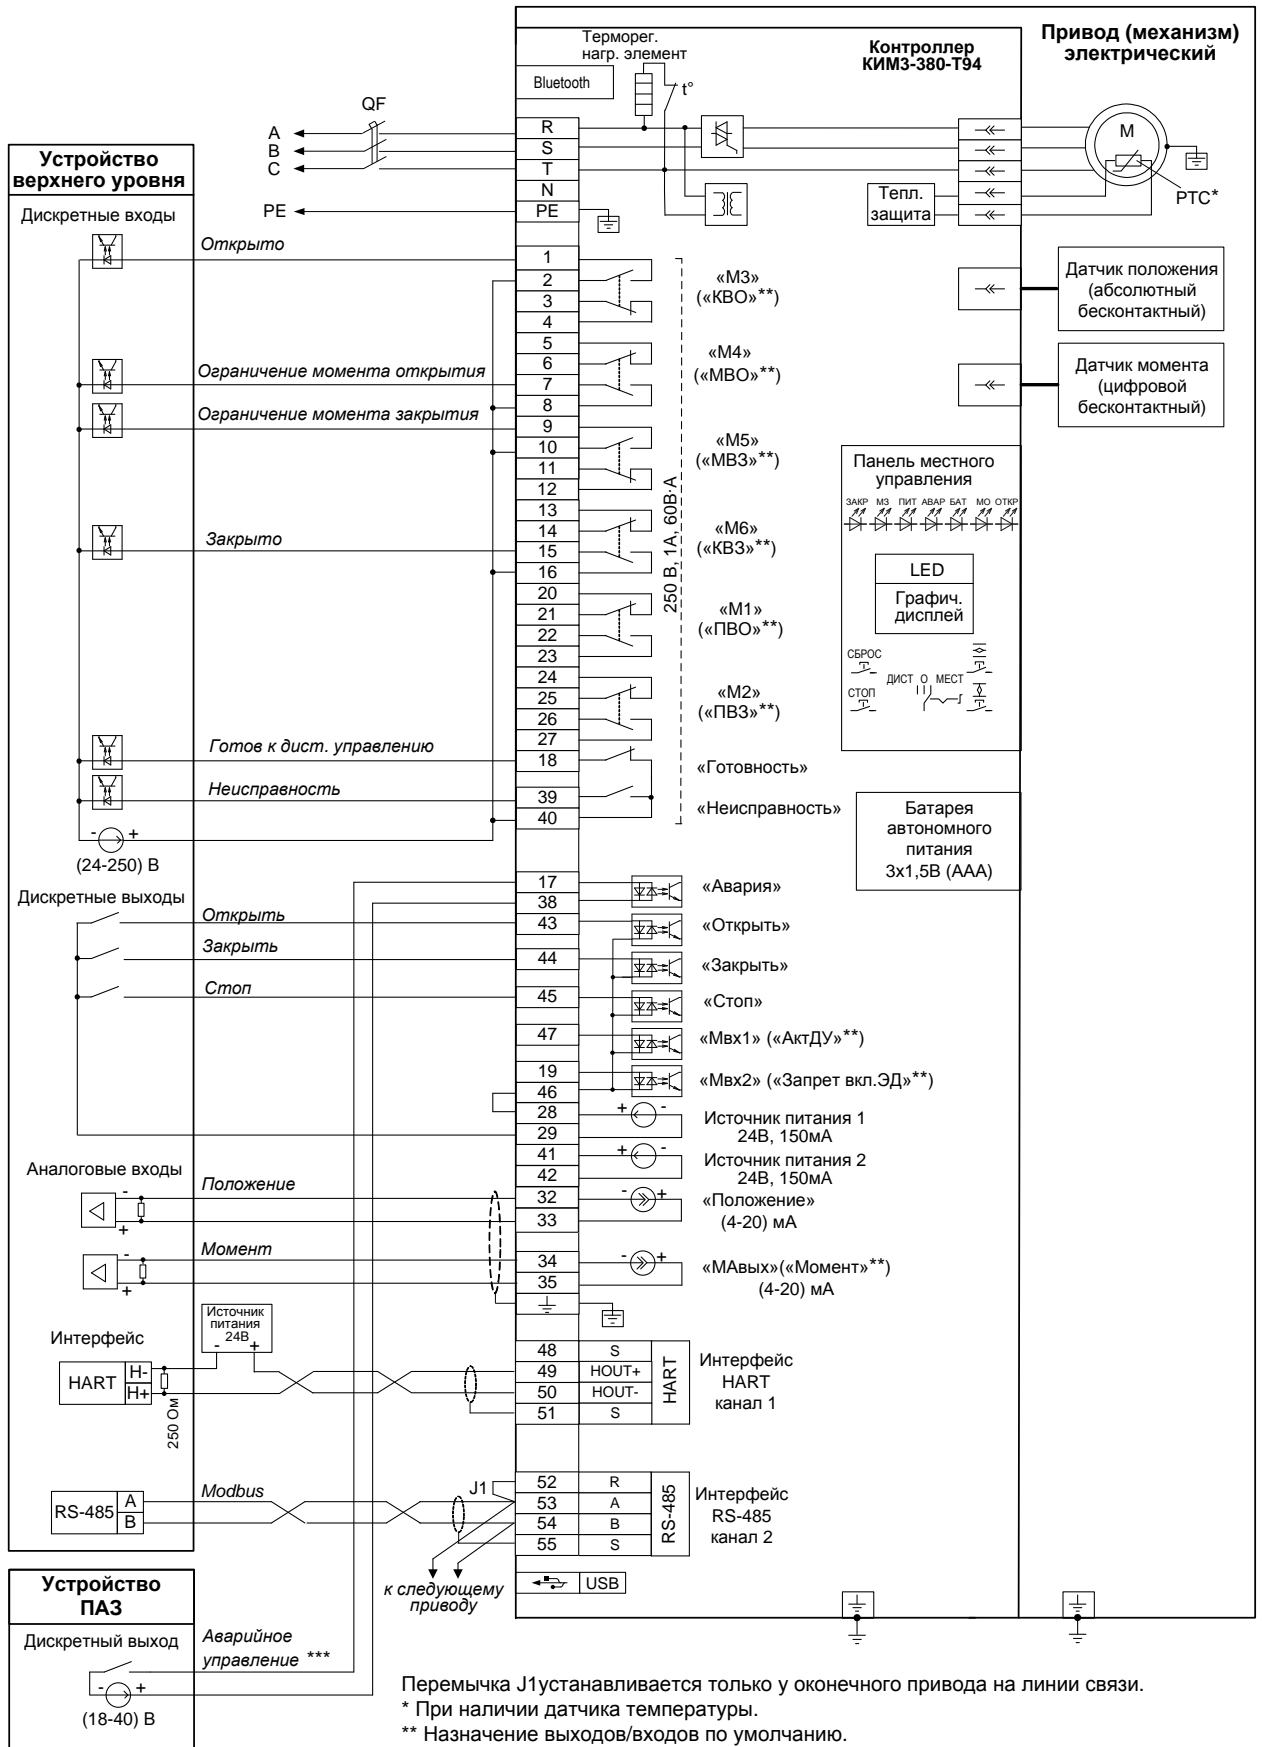 Привод (механизм)
электрический
Контроллер
КИМ3-380-Т94
Терморег.
нагр. элемент
Bluetooth
t°
QF
A
B
C
PE
R
S
T
N
PE
M
PTC*
Тепл.
защита
Устройство
верхнего уровня
Дискретные входы
Открыто
Ограничение момента открытия
Ограничение момента закрытия
Закрыто
Готов к дист. управлению
Неисправность
- +
(24-250) В
1
2
3
4
5
6
7
8
9
10
11
12
13
14
15
16
20
21
22
23
24
25
26
27
18
39
40
«М3»
(«КВО»**)
«М4»
(«МВО»**)
«М5»
(«МВЗ»**)
«М6»
(«КВЗ»**)
«М1»
(«ПВО»**)
«М2»
(«ПВЗ»**)
«Готовность»
«Неисправность»
250 В, 1А, 60В·А
Датчик положения
(абсолютный
бесконтактный)
Датчик момента
(цифровой
бесконтактный)
Панель местного
управления
ЗАКР МЗ ПИТ АВАР БАТ МО ОТКР
LED
Графич.
дисплей
СБРОС
СТОП
ДИСТ О МЕСТ
Батарея
автономного
питания
3х1,5В (ААА)
Дискретные выходы
Открыть
Закрыть
Стоп
17
38
43
44
45
47
19
46
28
29
41
42
32
33
34
35
«Авария»
«Открыть»
«Закрыть»
«Стоп»
«Мвх1» («АктДУ»**)
«Мвх2» («Запрет вкл.ЭД»**)
+ -
Источник питания 1
24В, 150мА
+ -
Источник питания 2
24В, 150мА
- +
«Положение»
(4-20) мА
- +
«МАвых»(«Момент»**)
(4-20) мА
Аналоговые входы
Положение
-
+
Момент
-
+
Источник
питания
24В
- +
Интерфейс
HART
H-
H+
250 Ом
48 S
49 HOUT+
50 HOUT-
51 S
HART
Интерфейс
HART
канал 1
RS-485
A
B
Modbus
J1
52 R
53 A
54 B
55 S
RS-485
Интерфейс
RS-485
канал 2
USB
к следующему
приводу
Устройство
ПАЗ
Дискретный выход
Аварийное
управление ***
- +
(18-40) В
Перемычка J1устанавливается только у оконечного привода на линии связи.
* При наличии датчика температуры.
** Назначение выходов/входов по умолчанию.